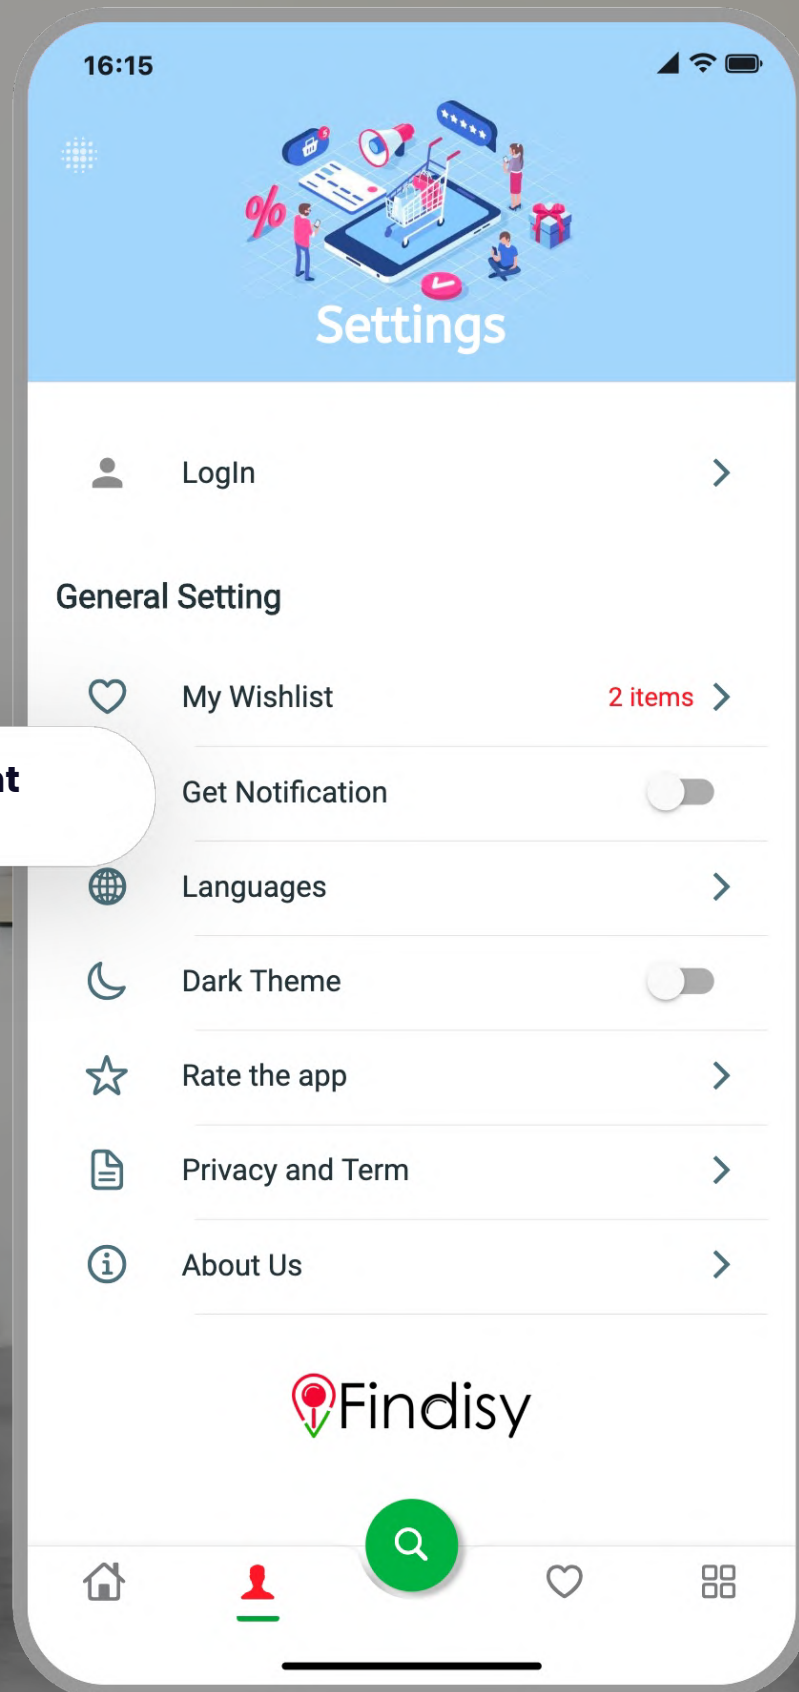 16:15
%
Settings
LogIn
General Setting
My Wishlist
2 items
Get Notification
Languages
Dark Theme
Rate the app
Privacy and Term
About Us
Findisy